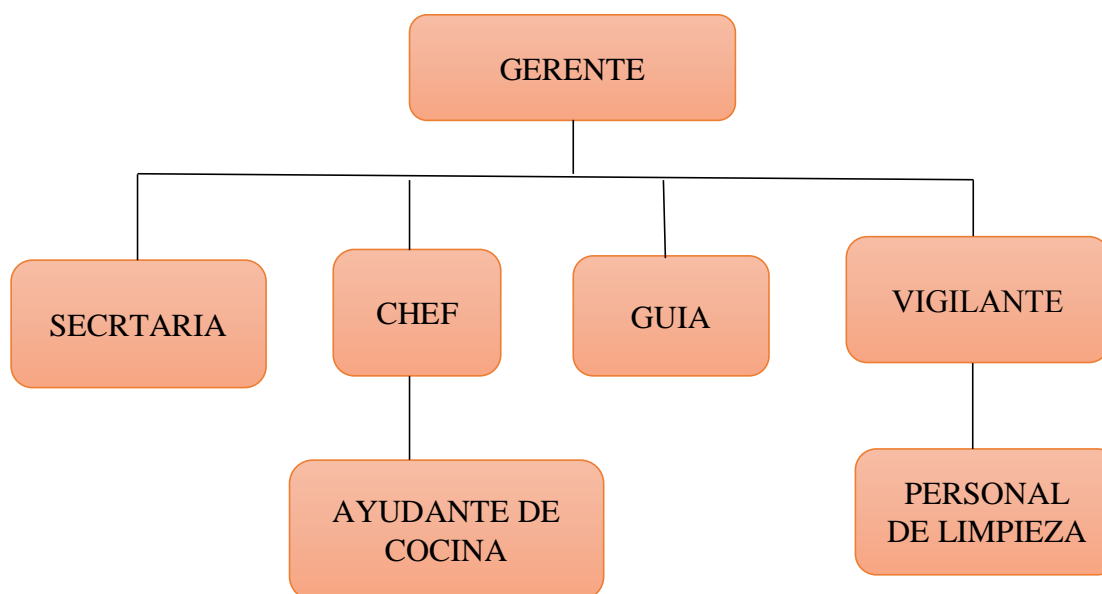 GERENTE
SECRTARIA
CHEF
GUIA
VIGILANTE
AYUDANTE DE
COCINA
PERSONAL
DE LIMPIEZA